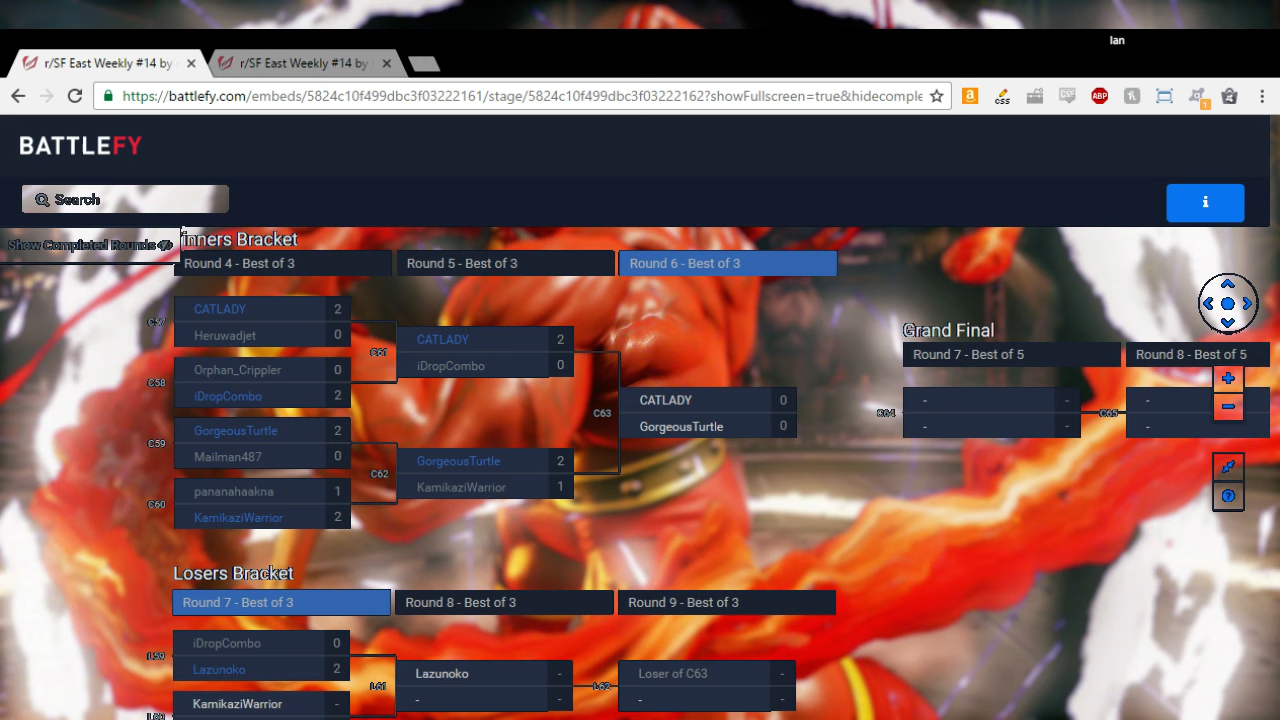 Ian
r/SF East Weekly #14 by
r/SF East Weekly #14 by
https://battlefy.com/embeds/5824c10f499dbc3f03222161/stage/5824c10f499dbc3f03222162?showFullscreen=true&hidecomple
BATTLEFY
Search
i
Show Completed Rounds
inners Bracket
Round 4 - Best of 3
Round 5 - Best of 3
Round 6 - Best of 3
C57
CATLADY 2
Heruwadjet 0
C58
Orphan_Crippler 0
iDropCombo 2
C59
GorgeousTurtle 2
Mailman487 0
C60
pananahaakna 1
KamikaziWarrior 2
C61
CATLADY 2
iDropCombo 0
C62
GorgeousTurtle 2
KamikaziWarrior 1
C63
CATLADY 0
GorgeousTurtle 0
Grand Final
Round 7 - Best of 5
Round 8 - Best of 5
C64
- -
- -
C65
-
-
Losers Bracket
Round 7 - Best of 3
Round 8 - Best of 3
Round 9 - Best of 3
L59
iDropCombo 0
Lazunoko 2
L60
KamikaziWarrior -
L61
Lazunoko -
- -
L62
Loser of C63 -
- -